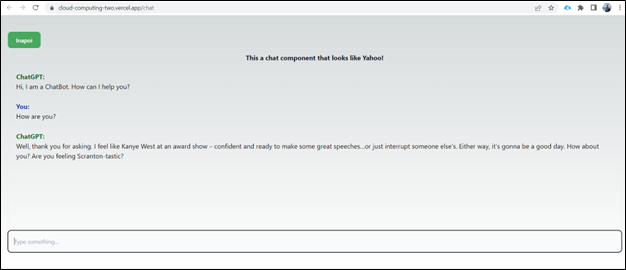 cloud-computing-two.vercel.app/chat
Inapoi
This a chat component that looks like Yahoo!
ChatGPT:
Hi, I am a ChatBot. How can I help you?
You:
How are you?
ChatGPT:
Well, thank you for asking. I feel like Kanye West at an award show – confident and ready to make some great speeches...or just interrupt someone else's. Either way, it's gonna be a good day. How about
you? Are you feeling Scranton-tastic?
Type something...